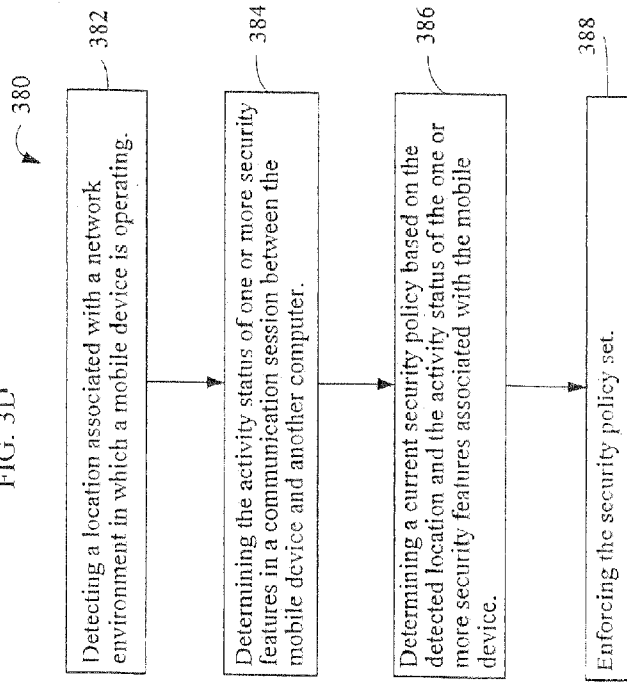 FIG. 3D
380
Detecting a location associated with a network
environment in which a mobile device is operating.
382
Determining the activity status of one or more security
features in a communication session between the
mobile device and another computer.
384
Determining a current security policy based on the
detected location and the activity status of the one or
more security features associated with the mobile
device.
386
Enforcing the security policy set.
388